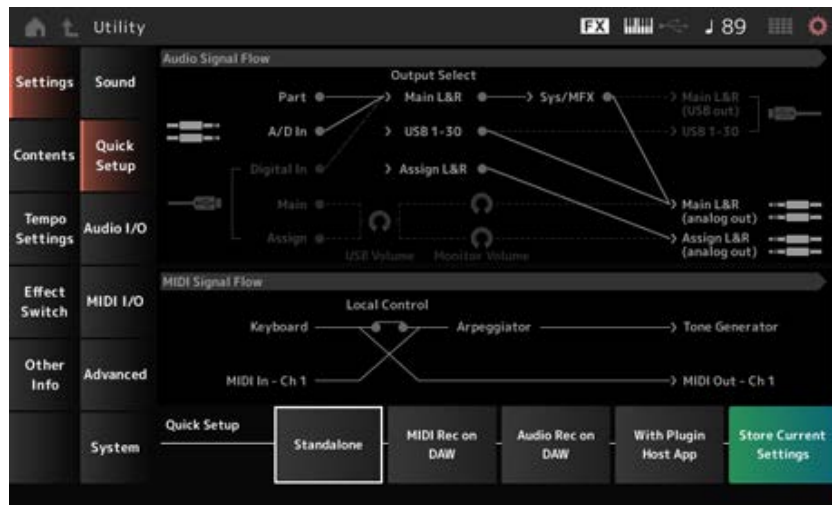 Utility
FX
89
Settings
Contents
Tempo
Settings
Effect
Switch
Other
Info
Sound
Quick
Setup
Audio I/O
MIDI I/O
Advanced
System
Audio Signal Flow
Output Select
Part
Main L&R
Sys/MFX
Main L&R
(USB out)
A/D In
USB 1-30
USB 1-30
Digital In
Assign L&R
Main
Main L&R
(analog out)
Assign
Assign L&R
(analog out)
USB Volume
Monitor Volume
MIDI Signal Flow
Local Control
Keyboard
Arpeggiator
Tone Generator
MIDI In - Ch 1
MIDI Out - Ch 1
Quick Setup
Standalone
MIDI Rec on
DAW
Audio Rec on
DAW
With Plugin
Host App
Store Current
Settings